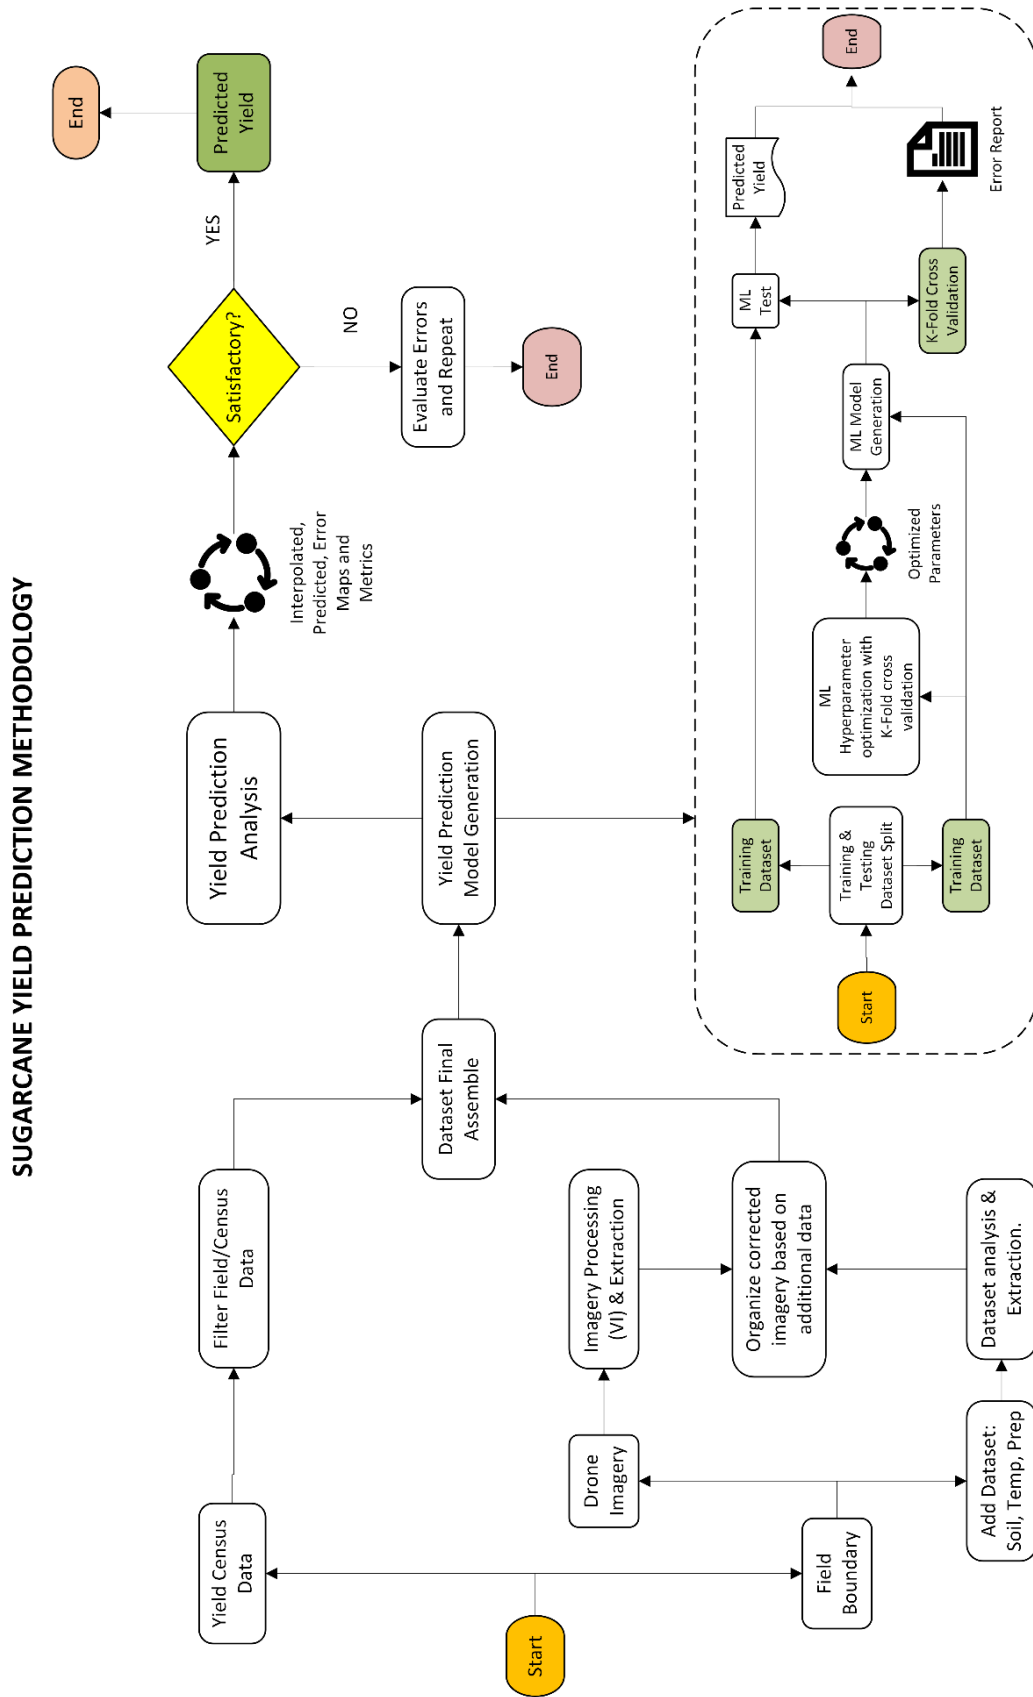 SUGARCANE YIELD PREDICTION METHODOLOGY
Start
Yield Census
Data
Filter Field/Census
Data
Field
Boundary
Drone
Imagery
Imagery Processing
(VI) & Extraction
Add Dataset:
Soil, Temp, Prep
Dataset analysis &
Extraction.
Organize corrected
imagery based on
additional data
Dataset Final
Assemble
Yield Prediction
Model Generation
Yield Prediction
Analysis
Interpolated,
Predicted, Error
Maps and
Metrics
Satisfactory?
YES
Predicted
Yield
End
NO
Evaluate Errors
and Repeat
End
Start
Training &
Testing
Dataset Split
Training
Dataset
Training
Dataset
ML
Hyperparameter
optimization with
K-Fold cross
validation
Optimized
Parameters
ML Model
Generation
ML
Test
K-Fold Cross
Validation
Predicted
Yield
Error Report
End